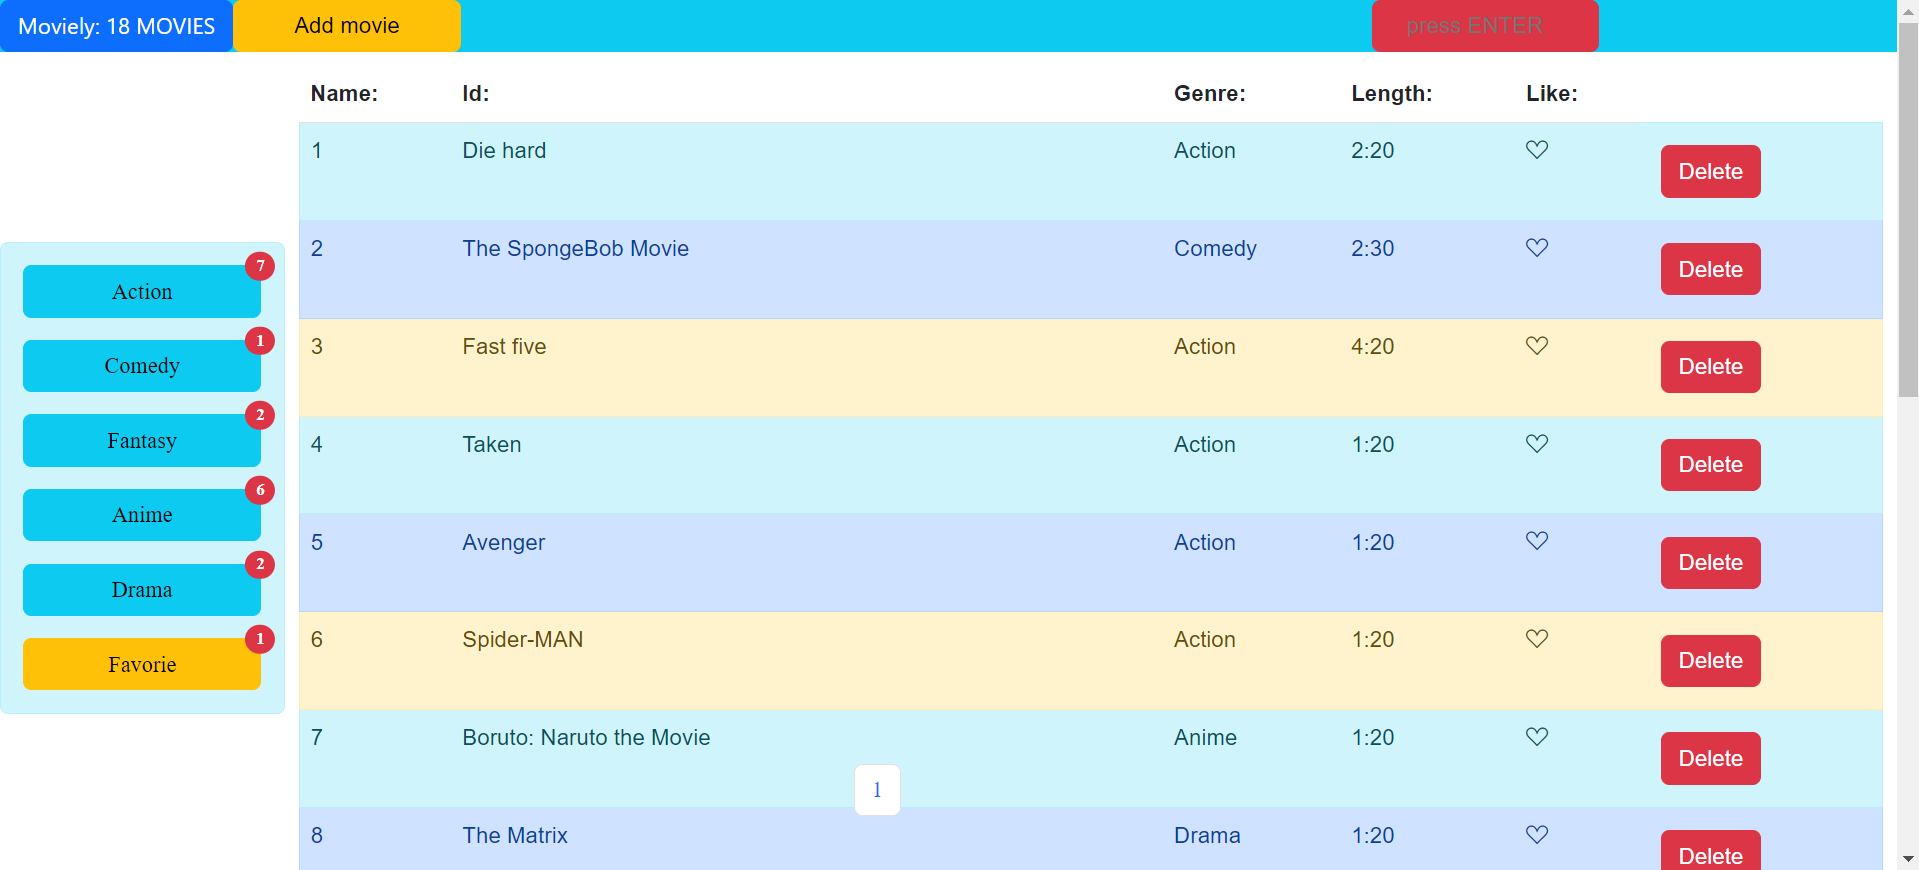 Moviely: 18 MOVIES Add movie press ENTER
Name: Id: Genre: Length: Like:
1 Die hard Action 2:20 ♡ Delete
2 The SpongeBob Movie Comedy 2:30 ♡ Delete
3 Fast five Action 4:20 ♡ Delete
4 Taken Action 1:20 ♡ Delete
5 Avenger Action 1:20 ♡ Delete
6 Spider-MAN Action 1:20 ♡ Delete
7 Boruto: Naruto the Movie Anime 1:20 ♡ Delete
8 The Matrix Drama 1:20 ♡ Delete
Action 7
Comedy 1
Fantasy 2
Anime 6
Drama 2
Favorie 1
1